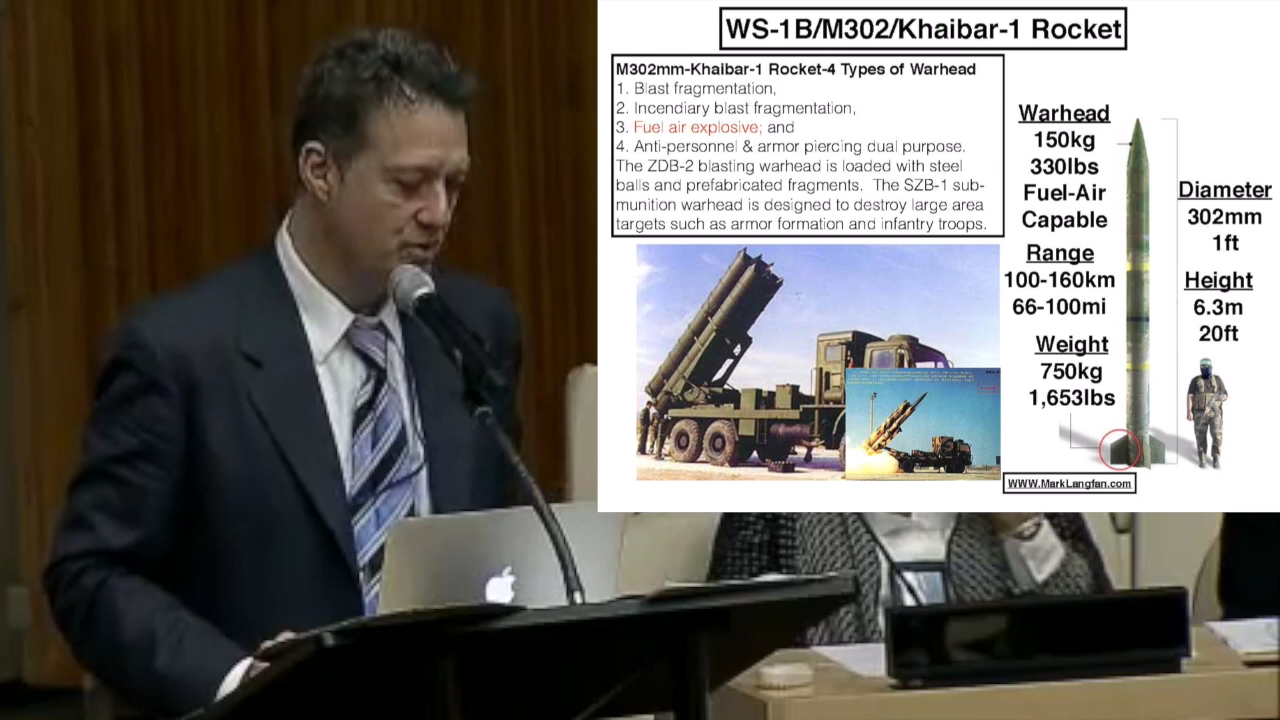 WS-1B/M302/Khaibar-1 Rocket
M302mm-Khaibar-1 Rocket-4 Types of Warhead
1. Blast fragmentation,
2. Incendiary blast fragmentation,
3. Fuel air explosive; and
4. Anti-personnel & armor piercing dual purpose.
The ZDB-2 blasting warhead is loaded with steel
balls and prefabricated fragments. The SZB-1 sub-
munition warhead is designed to destroy large area
targets such as armor formation and infantry troops.
Warhead
150kg
330lbs
Fuel-Air
Capable
Range
100-160km
66-100mi
Weight
750kg
1,653lbs
Diameter
302mm
1ft
Height
6.3m
20ft
WWW.MarkLangfan.com